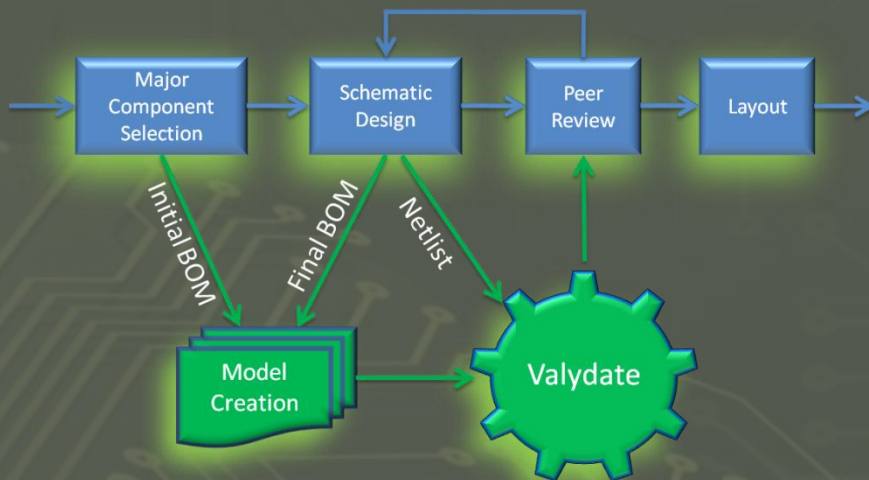 Major
Component
Selection
Schematic
Design
Peer
Review
Layout
Initial BOM
Final BOM
Netlist
Model
Creation
Valydate